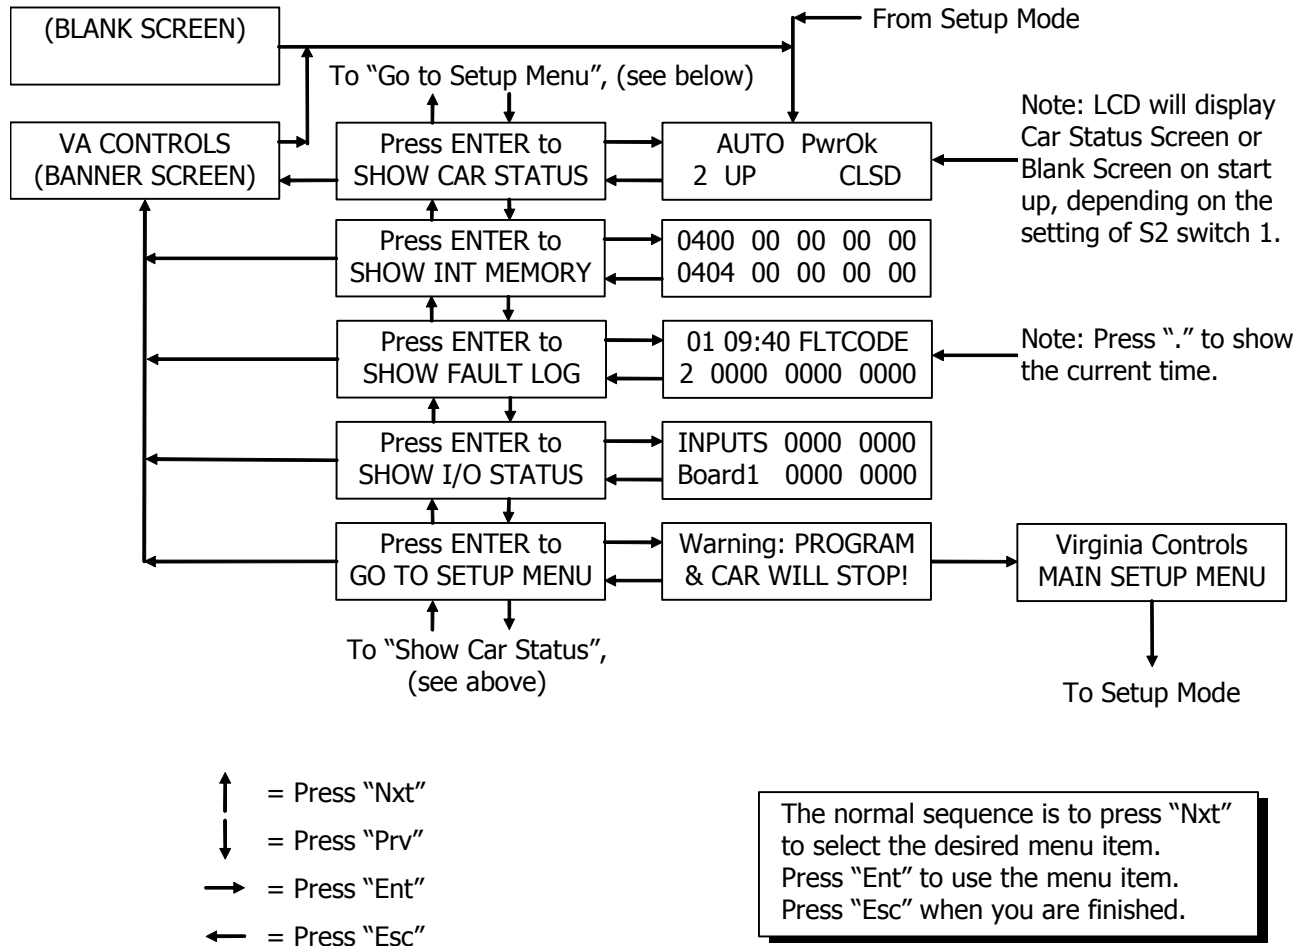 (BLANK SCREEN)
From Setup Mode
To “Go to Setup Menu”, (see below)
VA CONTROLS
(BANNER SCREEN)
Press ENTER to
SHOW CAR STATUS
AUTO PwrOk
2 UP CLSD
Note: LCD will display
Car Status Screen or
Blank Screen on start
up, depending on the
setting of S2 switch 1.
Press ENTER to
SHOW INT MEMORY
0400 00 00 00 00
0404 00 00 00 00
Press ENTER to
SHOW FAULT LOG
01 09:40 FLTCODE
2 0000 0000 0000
Note: Press “.” to show
the current time.
Press ENTER to
SHOW I/O STATUS
INPUTS 0000 0000
Board1 0000 0000
Press ENTER to
GO TO SETUP MENU
Warning: PROGRAM
& CAR WILL STOP!
Virginia Controls
MAIN SETUP MENU
To “Show Car Status”,
(see above)
To Setup Mode
= Press “Nxt”
= Press “Prv”
= Press “Ent”
= Press “Esc”
The normal sequence is to press “Nxt”
to select the desired menu item.
Press “Ent” to use the menu item.
Press “Esc” when you are finished.